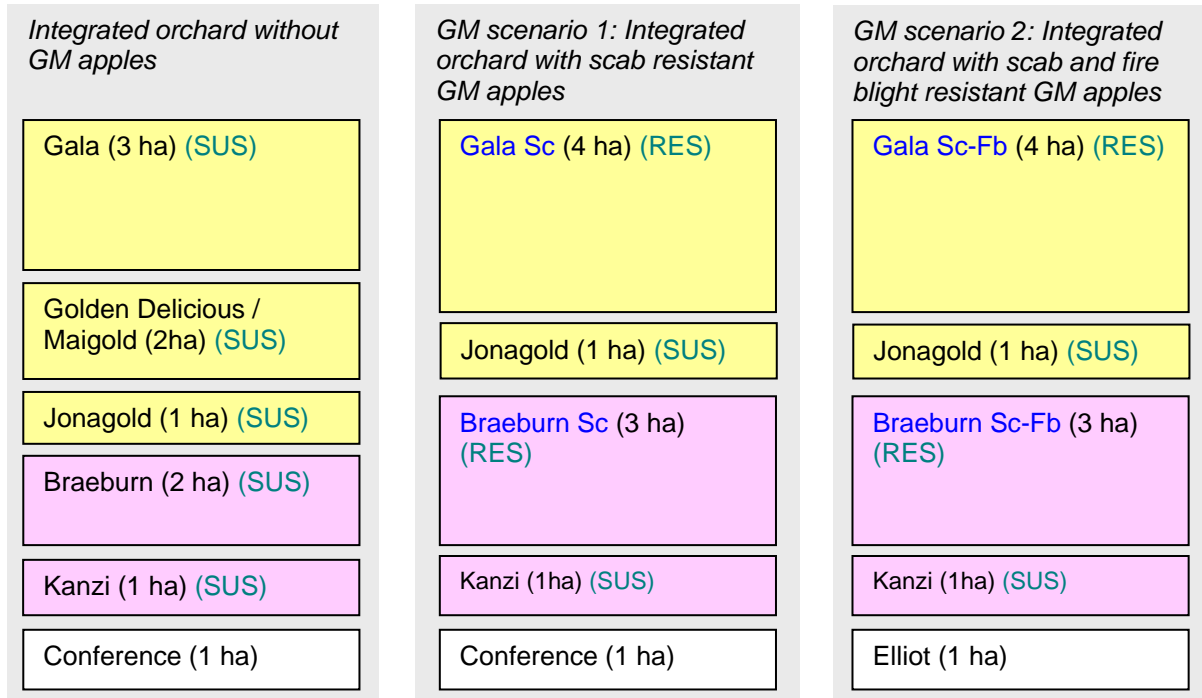 Integrated orchard without
GM apples
Gala (3 ha) (SUS)
Golden Delicious /
Maigold (2ha) (SUS)
Jonagold (1 ha) (SUS)
Braeburn (2 ha) (SUS)
Kanzi (1 ha) (SUS)
Conference (1 ha)
GM scenario 1: Integrated
orchard with scab resistant
GM apples
Gala Sc (4 ha) (RES)
Jonagold (1 ha) (SUS)
Braeburn Sc (3 ha)
(RES)
Kanzi (1ha) (SUS)
Conference (1 ha)
GM scenario 2: Integrated
orchard with scab and fire
blight resistant GM apples
Gala Sc-Fb (4 ha) (RES)
Jonagold (1 ha) (SUS)
Braeburn Sc-Fb (3 ha)
(RES)
Kanzi (1ha) (SUS)
Elliot (1 ha)